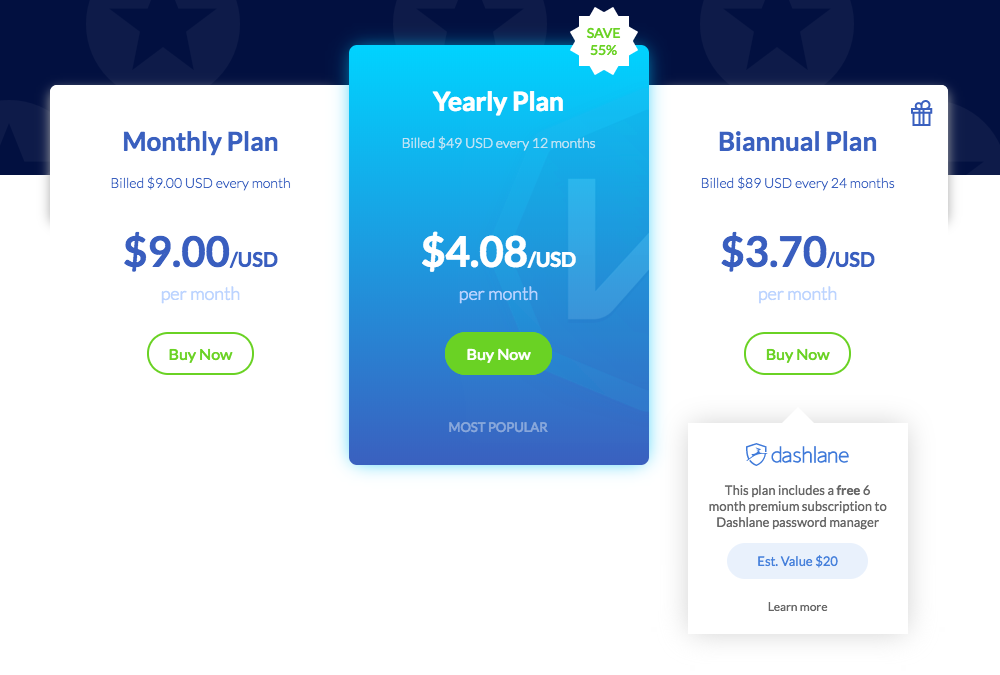 SAVE
55%
Monthly Plan
Billed $9.00 USD every month
$9.00/USD
per month
Buy Now
Yearly Plan
Billed $49 USD every 12 months
$4.08/USD
per month
Buy Now
MOST POPULAR
Biannual Plan
Billed $89 USD every 24 months
$3.70/USD
per month
Buy Now
dashlane
This plan includes a free 6
month premium subscription to
Dashlane password manager
Est. Value $20
Learn more